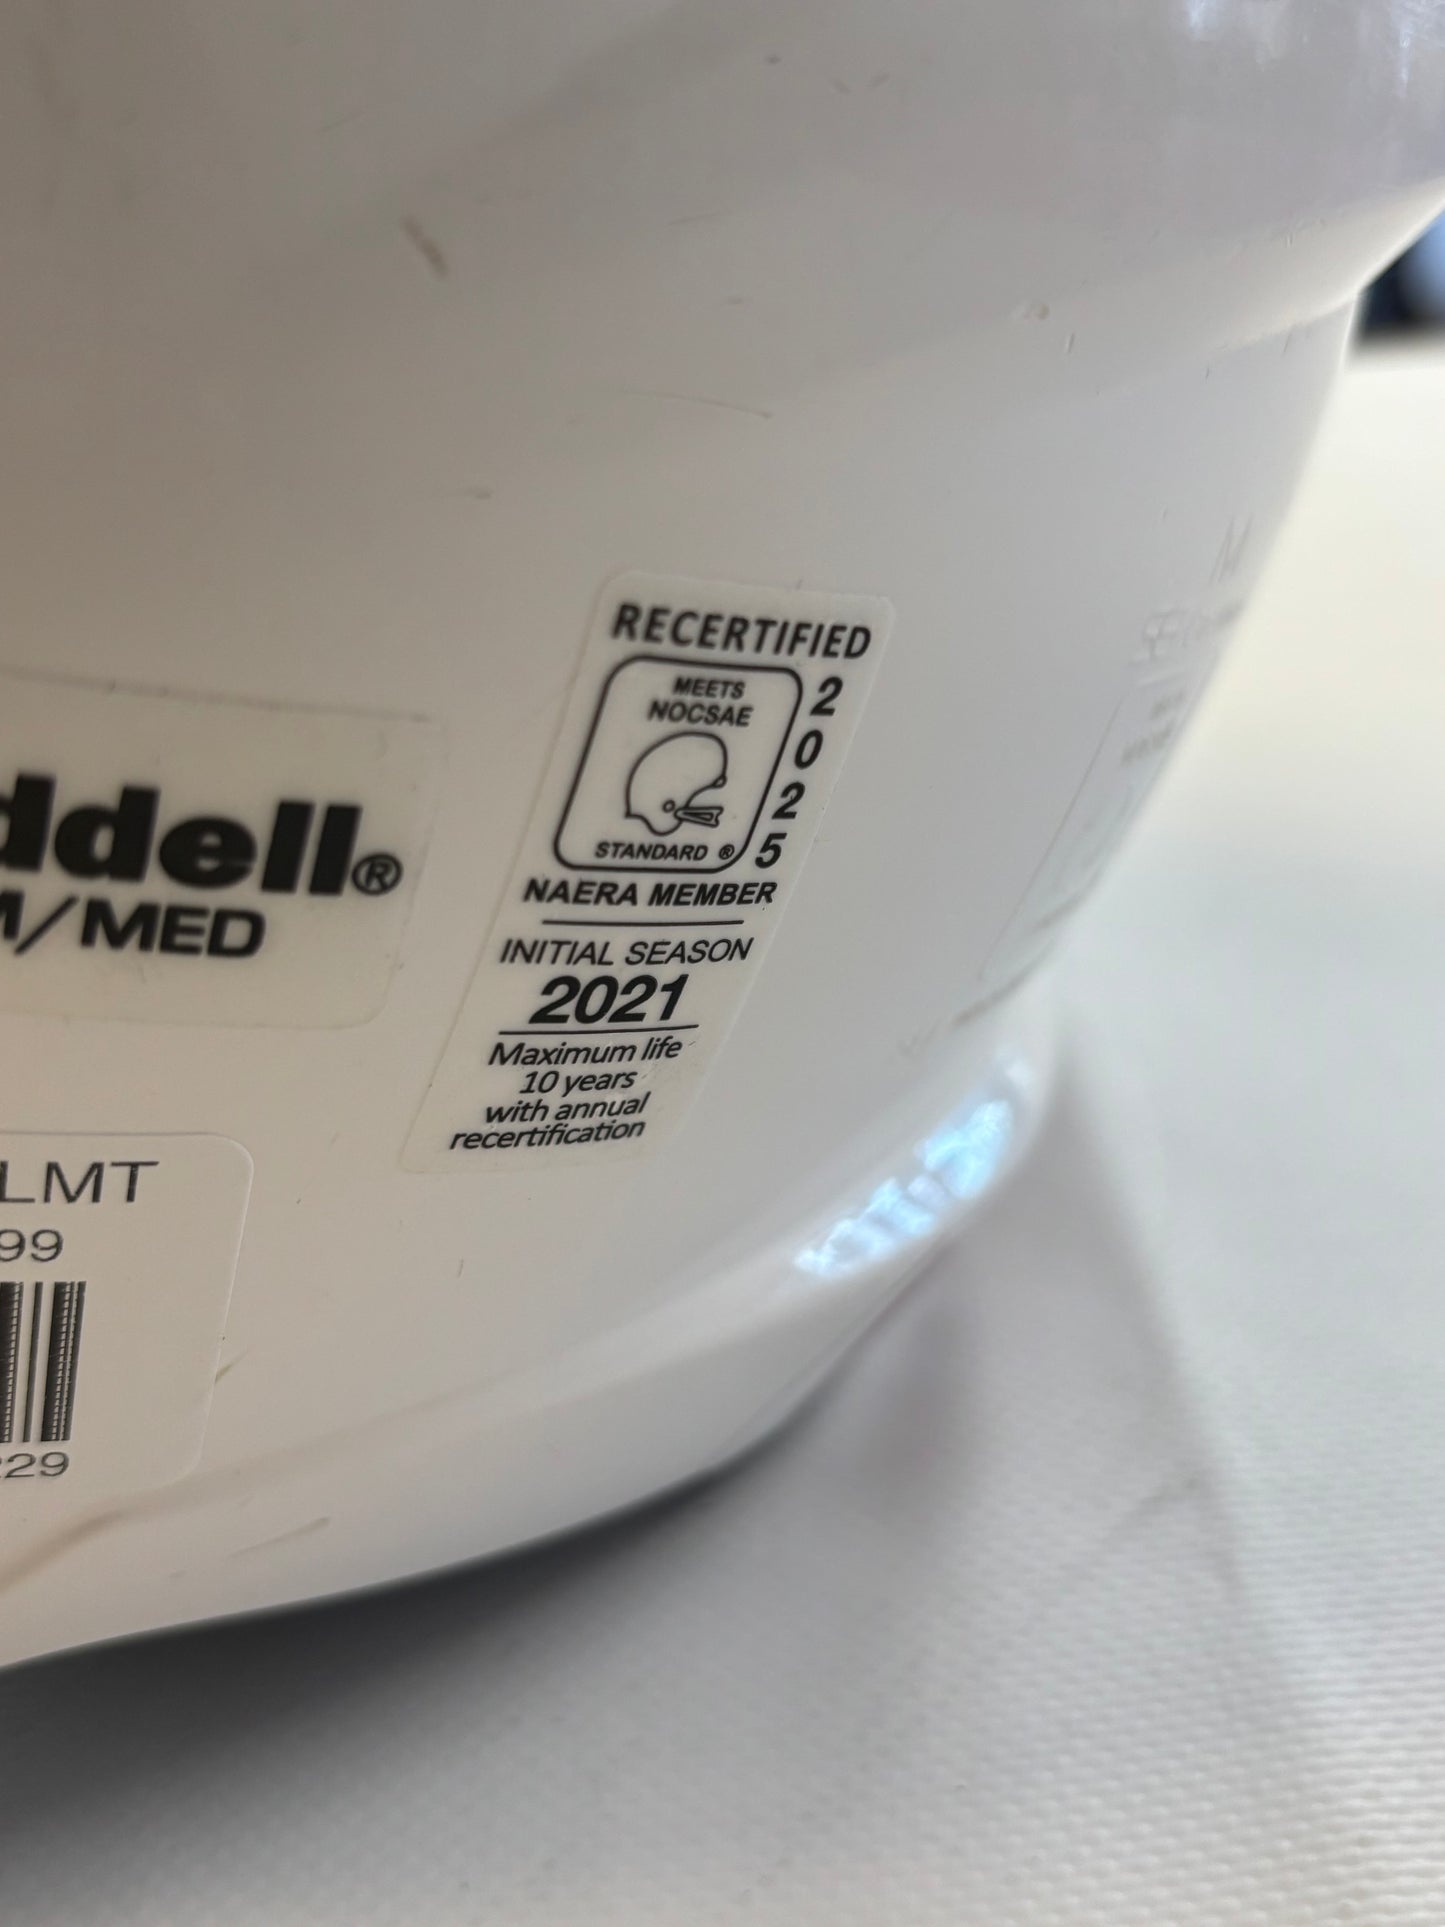 RECERTIFIED
MEETS
NOCSAE
STANDARD ®
2
0
2
5
NAERA MEMBER
INITIAL SEASON
2021
Maximum life
10 years
with annual
recertification
ddell®
M/MED
LMT
99
229